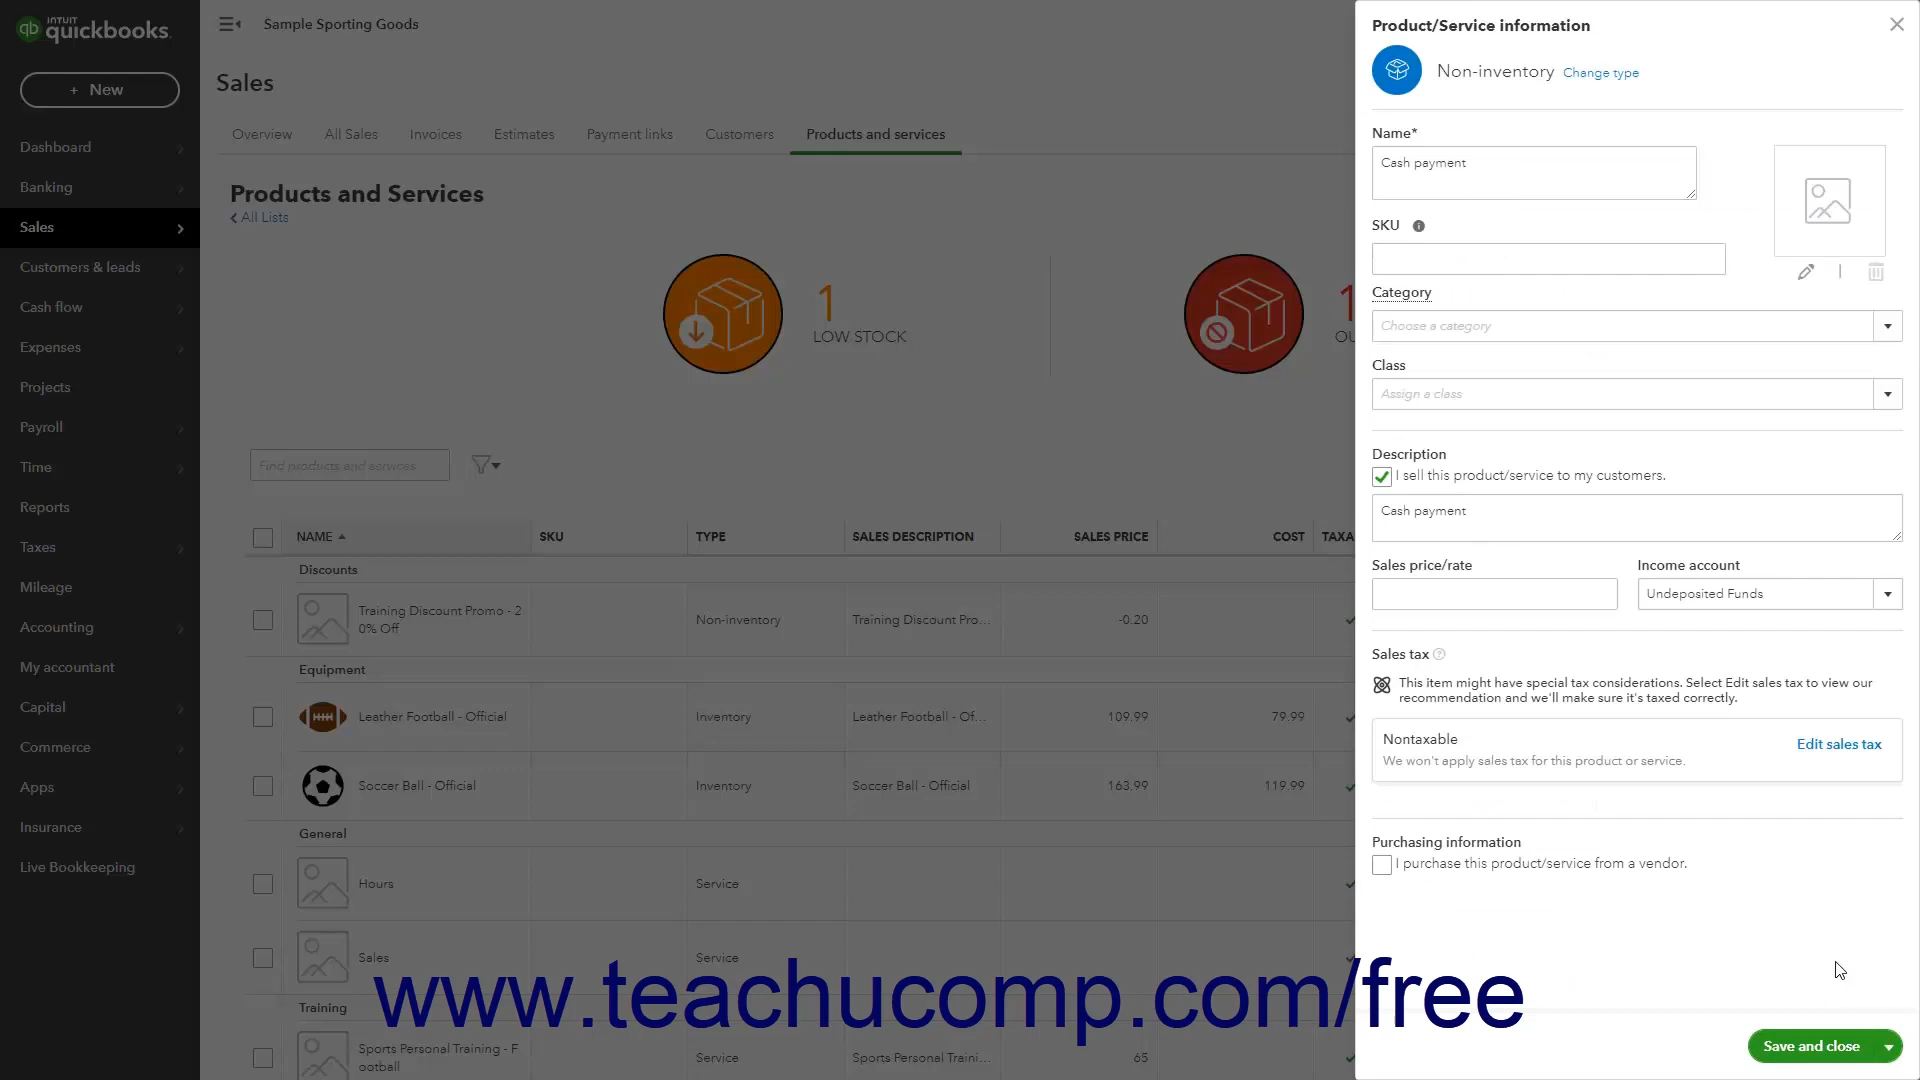 INTUIT
quickbooks.
+ New
Dashboard
Banking
Sales
Customers & leads
Cash flow
Expenses
Projects
Payroll
Time
Reports
Taxes
Mileage
Accounting
My accountant
Capital
Commerce
Apps
Insurance
Live Bookkeeping
Sample Sporting Goods
Sales
Overview All Sales Invoices Estimates Payment links Customers Products and services
Products and Services
All Lists
1
LOW STOCK
1
OU
Find products and services
NAME SKU TYPE SALES DESCRIPTION SALES PRICE COST TAXA
Discounts
Training Discount Promo - 2
0% Off
Non-inventory Training Discount Pro... -0.20
Equipment
Leather Football - Official Inventory Leather Football - Of... 109.99 79.99
Soccer Ball - Official Inventory Soccer Ball - Official 163.99 119.99
General
Hours Service
Sales Service
Training
Sports Personal Training - F
ootball
Service Sports Personal Traini... 65
www.teachucomp.com/free
Product/Service information
Non-inventory Change type
Name*
Cash payment
SKU
Category
Choose a category
Class
Assign a class
Description
I sell this product/service to my customers.
Cash payment
Sales price/rate Income account
Undeposited Funds
Sales tax
This item might have special tax considerations. Select Edit sales tax to view our
recommendation and we'll make sure it's taxed correctly.
Nontaxable
We won't apply sales tax for this product or service.
Edit sales tax
Purchasing information
I purchase this product/service from a vendor.
Save and close